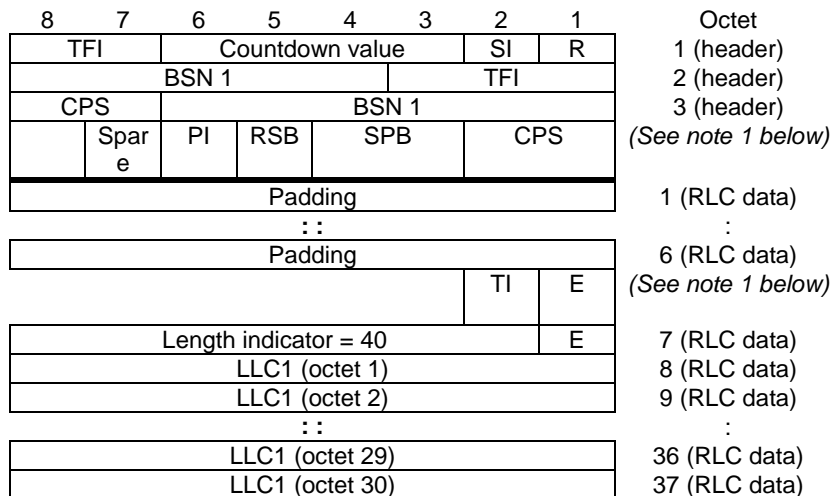 8 7 6 5 4 3 2 1 Octet
TFI Countdown value SI R 1 (header)
BSN 1 TFI 2 (header)
CPS BSN 1 3 (header)
Spar e PI RSB SPB CPS (See note 1 below)
Padding 1 (RLC data)
: : :
Padding 6 (RLC data)
TI E (See note 1 below)
Length indicator = 40 E 7 (RLC data)
LLC1 (octet 1) 8 (RLC data)
LLC1 (octet 2) 9 (RLC data)
: : :
LLC1 (octet 29) 36 (RLC data)
LLC1 (octet 30) 37 (RLC data)